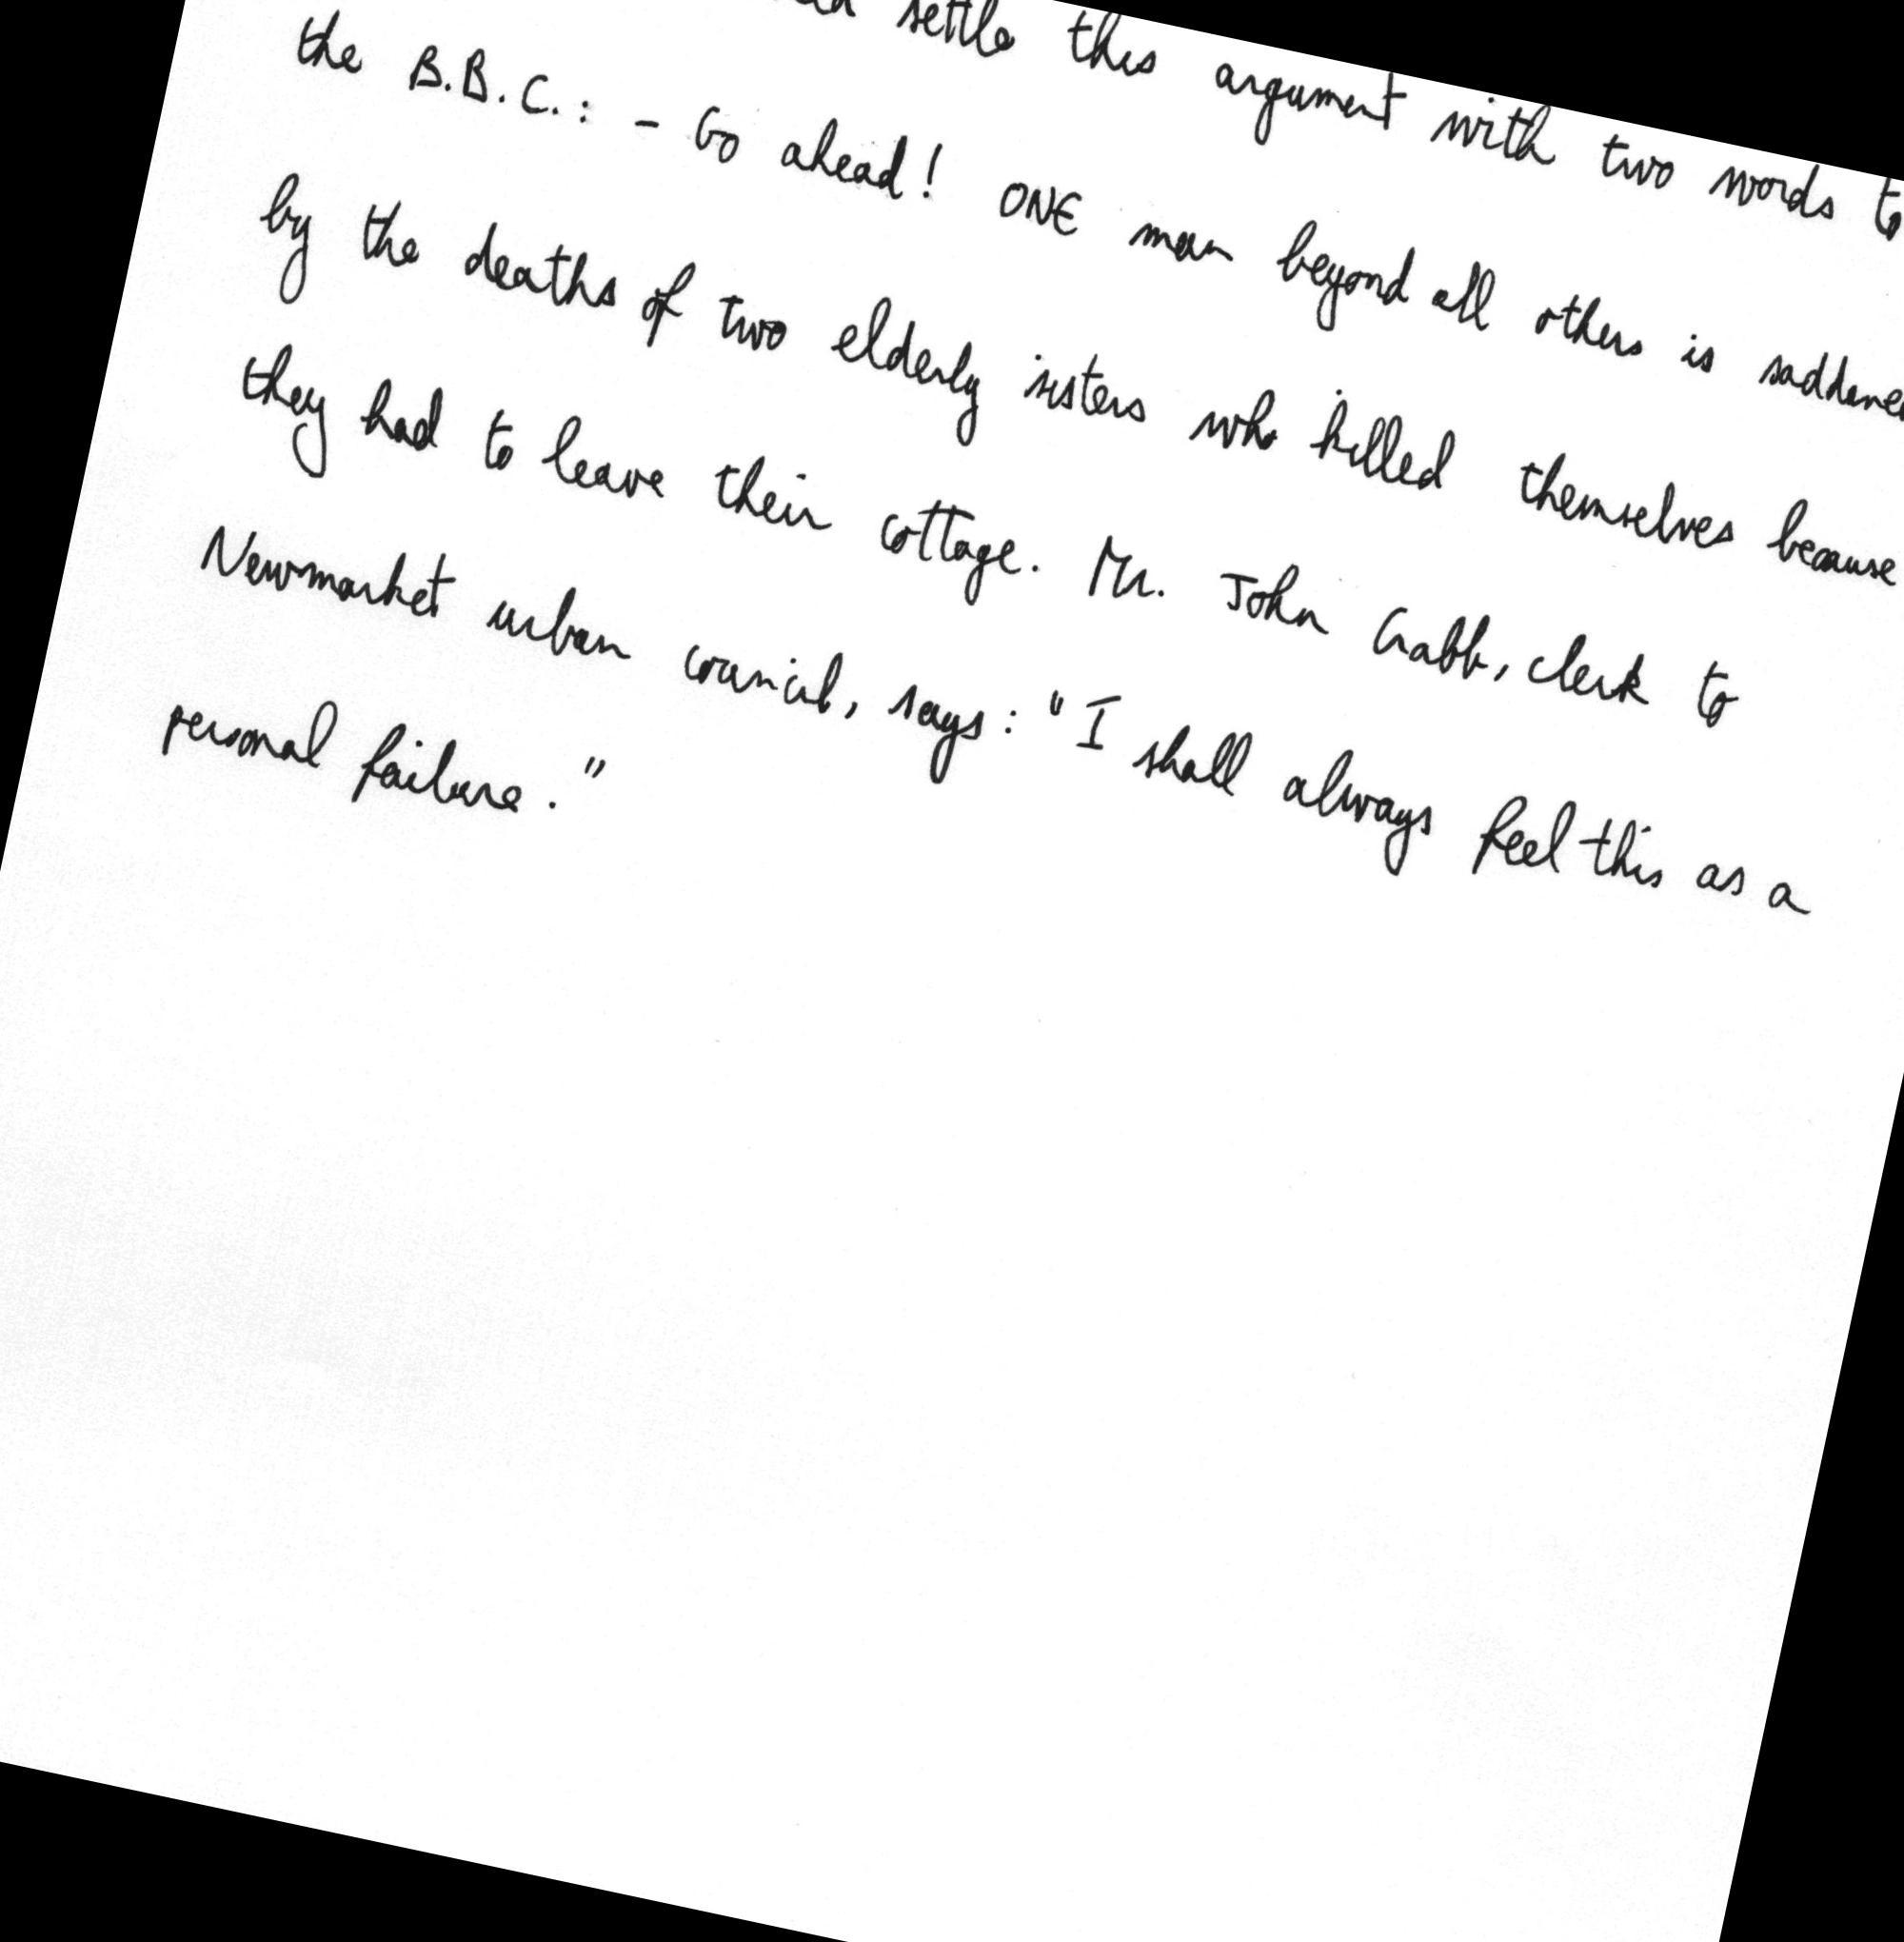 settle this argument with two words to
the B.B.C.: - Go ahead! ONE man beyond all others is saddened
by the deaths of two elderly sisters who killed themselves because
they had to leave their cottage. Mr. John Crabb, clerk to
Newmarket urban council, says: "I shall always feel this as a
personal failure."